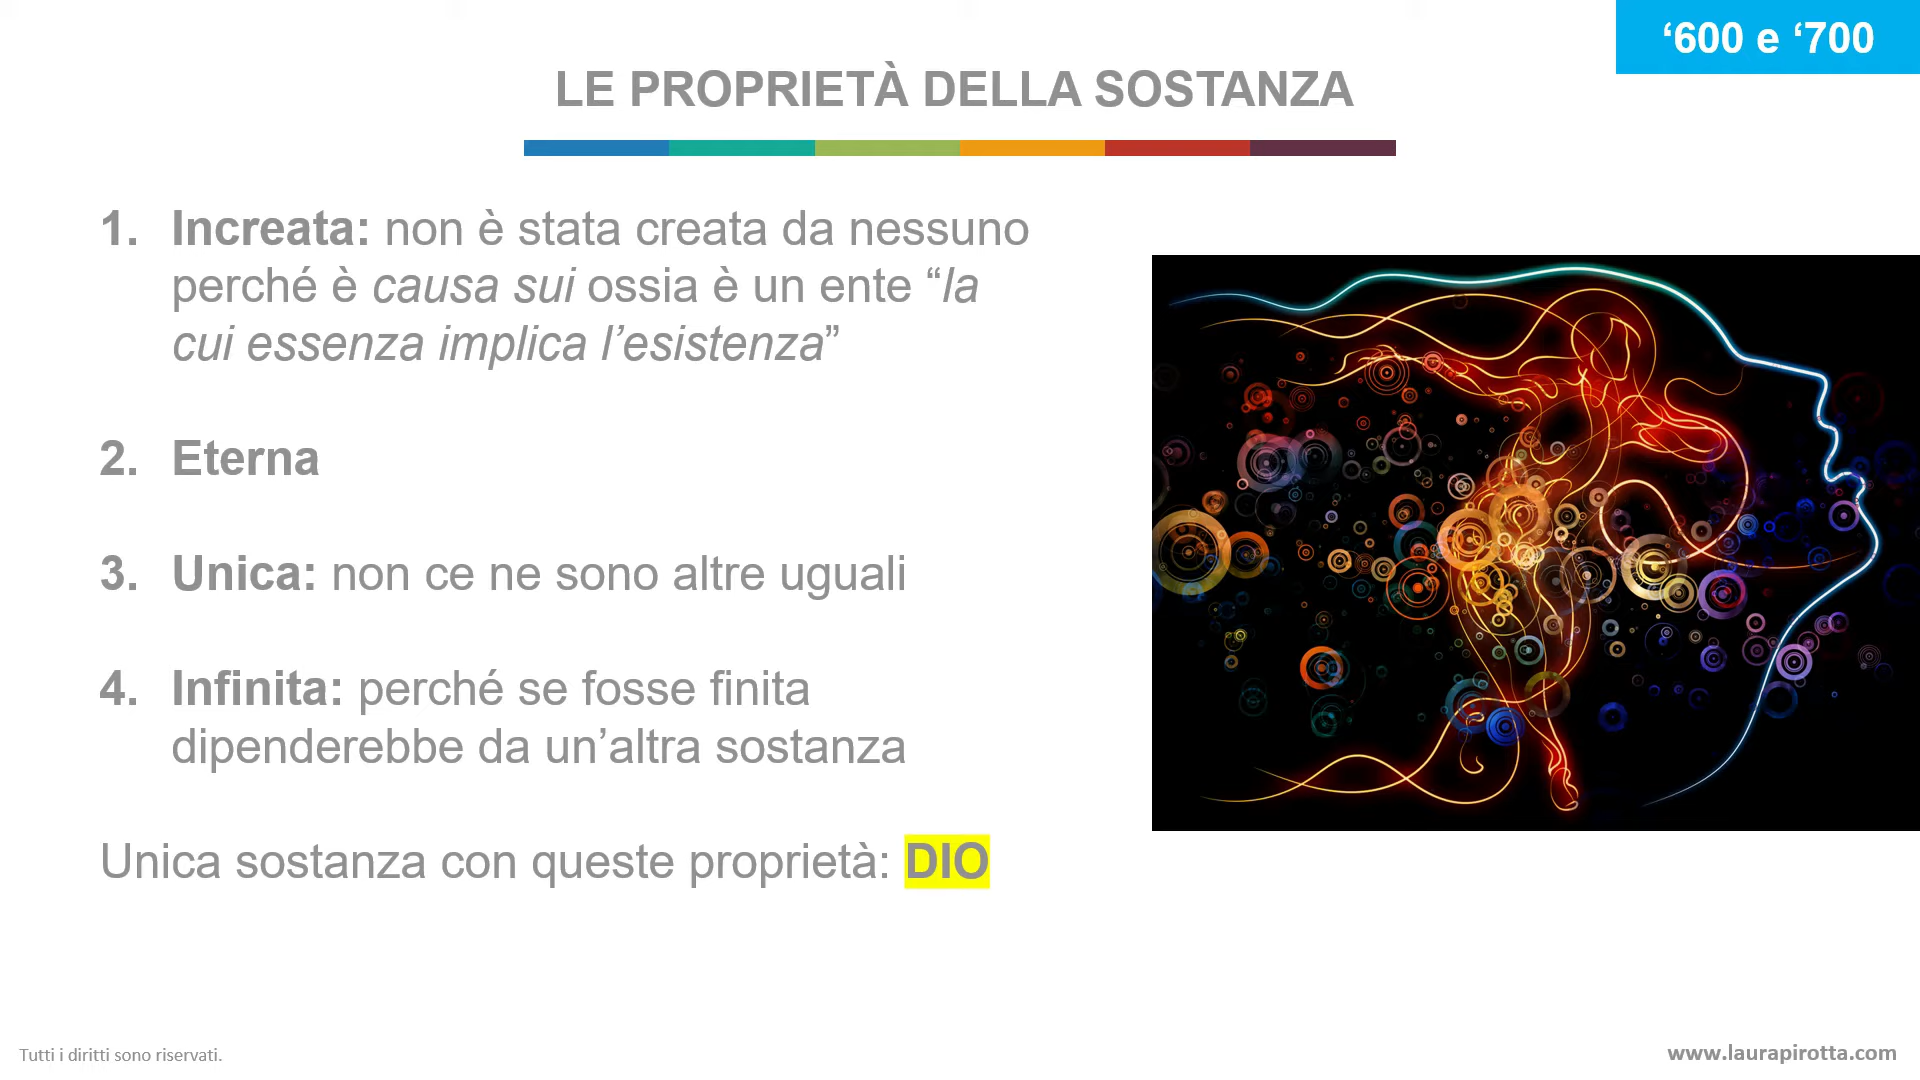 ‘600 e ‘700
LE PROPRIETÀ DELLA SOSTANZA
1. Increata: non è stata creata da nessuno
perché è causa sui ossia è un ente “la
cui essenza implica l’esistenza”
2. Eterna
3. Unica: non ce ne sono altre uguali
4. Infinita: perché se fosse finita
dipenderebbe da un’altra sostanza
Unica sostanza con queste proprietà: DIO
Tutti i diritti sono riservati.
www.laurapirotta.com